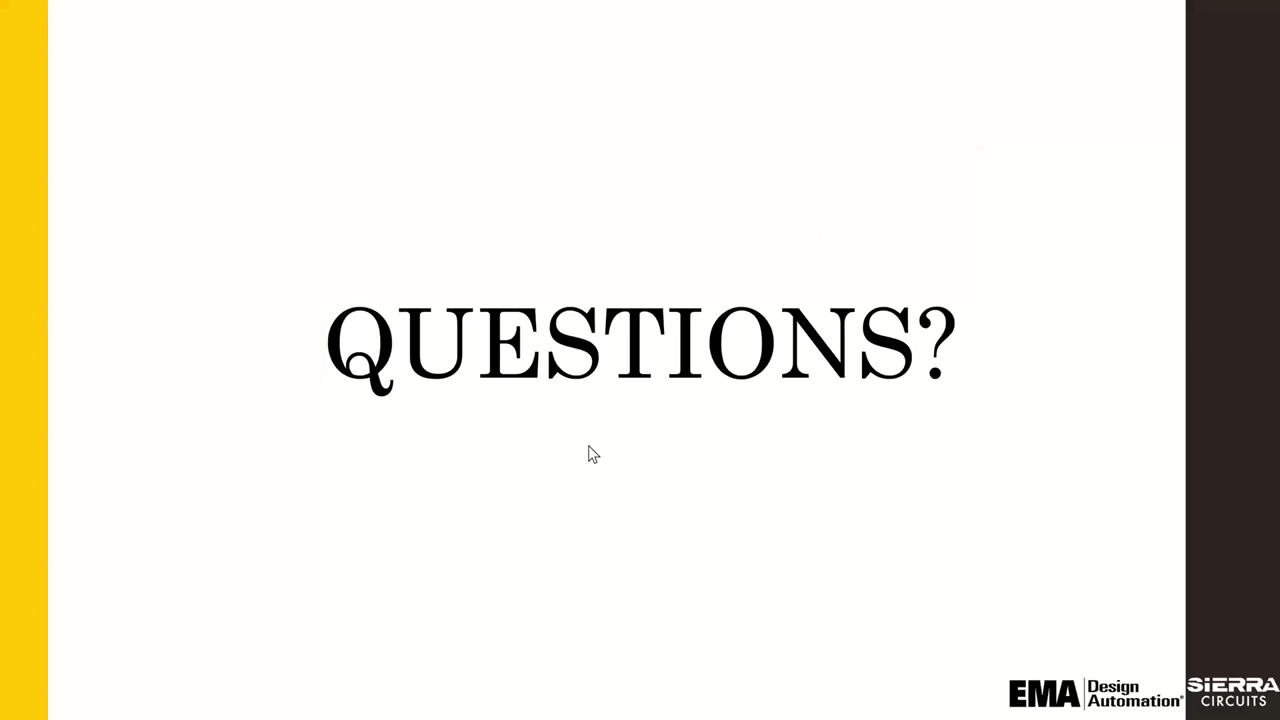 QUESTIONS?
EMA Design
Automation®
SIERRA
CIRCUITS